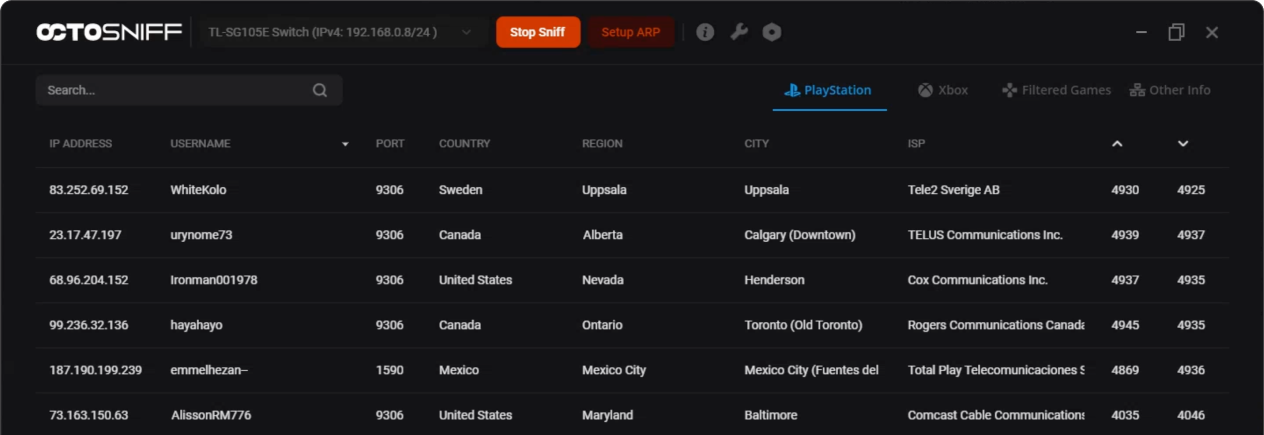 OCTOSNIFF TL-SG105E Switch (IPv4: 192.168.0.8/24 ) Stop Sniff Setup ARP
Search... PlayStation Xbox Filtered Games Other Info
IP ADDRESS USERNAME PORT COUNTRY REGION CITY ISP
83.252.69.152 WhiteKolo 9306 Sweden Uppsala Uppsala Tele2 Sverige AB 4930 4925
23.17.47.197 urynome73 9306 Canada Alberta Calgary (Downtown) TELUS Communications Inc. 4939 4937
68.96.204.152 Ironman001978 9306 United States Nevada Henderson Cox Communications Inc. 4937 4935
99.236.32.136 hayahayo 9306 Canada Ontario Toronto (Old Toronto) Rogers Communications Canada 4945 4935
187.190.199.239 emmelhezan-- 1590 Mexico Mexico City Mexico City (Fuentes del Total Play Telecomunicaciones S 4869 4936
73.163.150.63 AlissonRM776 9306 United States Maryland Baltimore Comcast Cable Communications 4035 4046